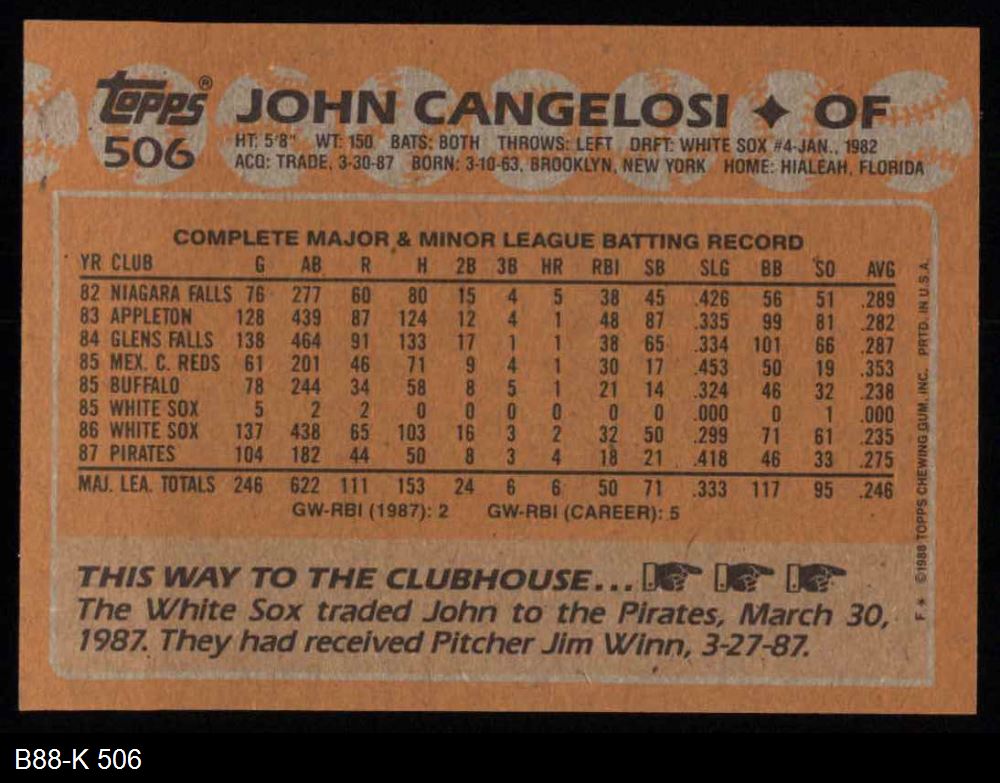 Topps® JOHN CANGELOSI ✦ OF
506 HT: 5'8" WT: 150 BATS: BOTH THROWS: LEFT DRFT: WHITE SOX #4-JAN., 1982
ACQ: TRADE, 3-30-87 BORN: 3-10-63, BROOKLYN, NEW YORK HOME: HIALEAH, FLORIDA
COMPLETE MAJOR & MINOR LEAGUE BATTING RECORD
YR CLUB G AB R H 2B 3B HR RBI SB SLG BB SO AVG
82 NIAGARA FALLS 76 277 60 80 15 4 5 38 45 .426 56 51 .289
83 APPLETON 128 439 87 124 12 4 1 48 87 .335 99 81 .282
84 GLENS FALLS 138 464 91 133 17 1 1 38 65 .334 101 66 .287
85 MEX. C. REDS 61 201 46 71 9 4 1 30 17 .453 50 19 .353
85 BUFFALO 78 244 34 58 8 5 1 21 14 .324 46 32 .238
85 WHITE SOX 5 2 2 0 0 0 0 0 0 .000 0 1 .000
86 WHITE SOX 137 438 65 103 16 3 2 32 50 .299 71 61 .235
87 PIRATES 104 182 44 50 8 3 4 18 21 .418 46 33 .275
MAJ. LEA. TOTALS 246 622 111 153 24 6 6 50 71 .333 117 95 .246
GW-RBI (1987): 2 GW-RBI (CAREER): 5
THIS WAY TO THE CLUBHOUSE...
The White Sox traded John to the Pirates, March 30,
1987. They had received Pitcher Jim Winn, 3-27-87.
F * ©1988 TOPPS CHEWING GUM, INC. PRTD. IN U.S.A.
B88-K 506